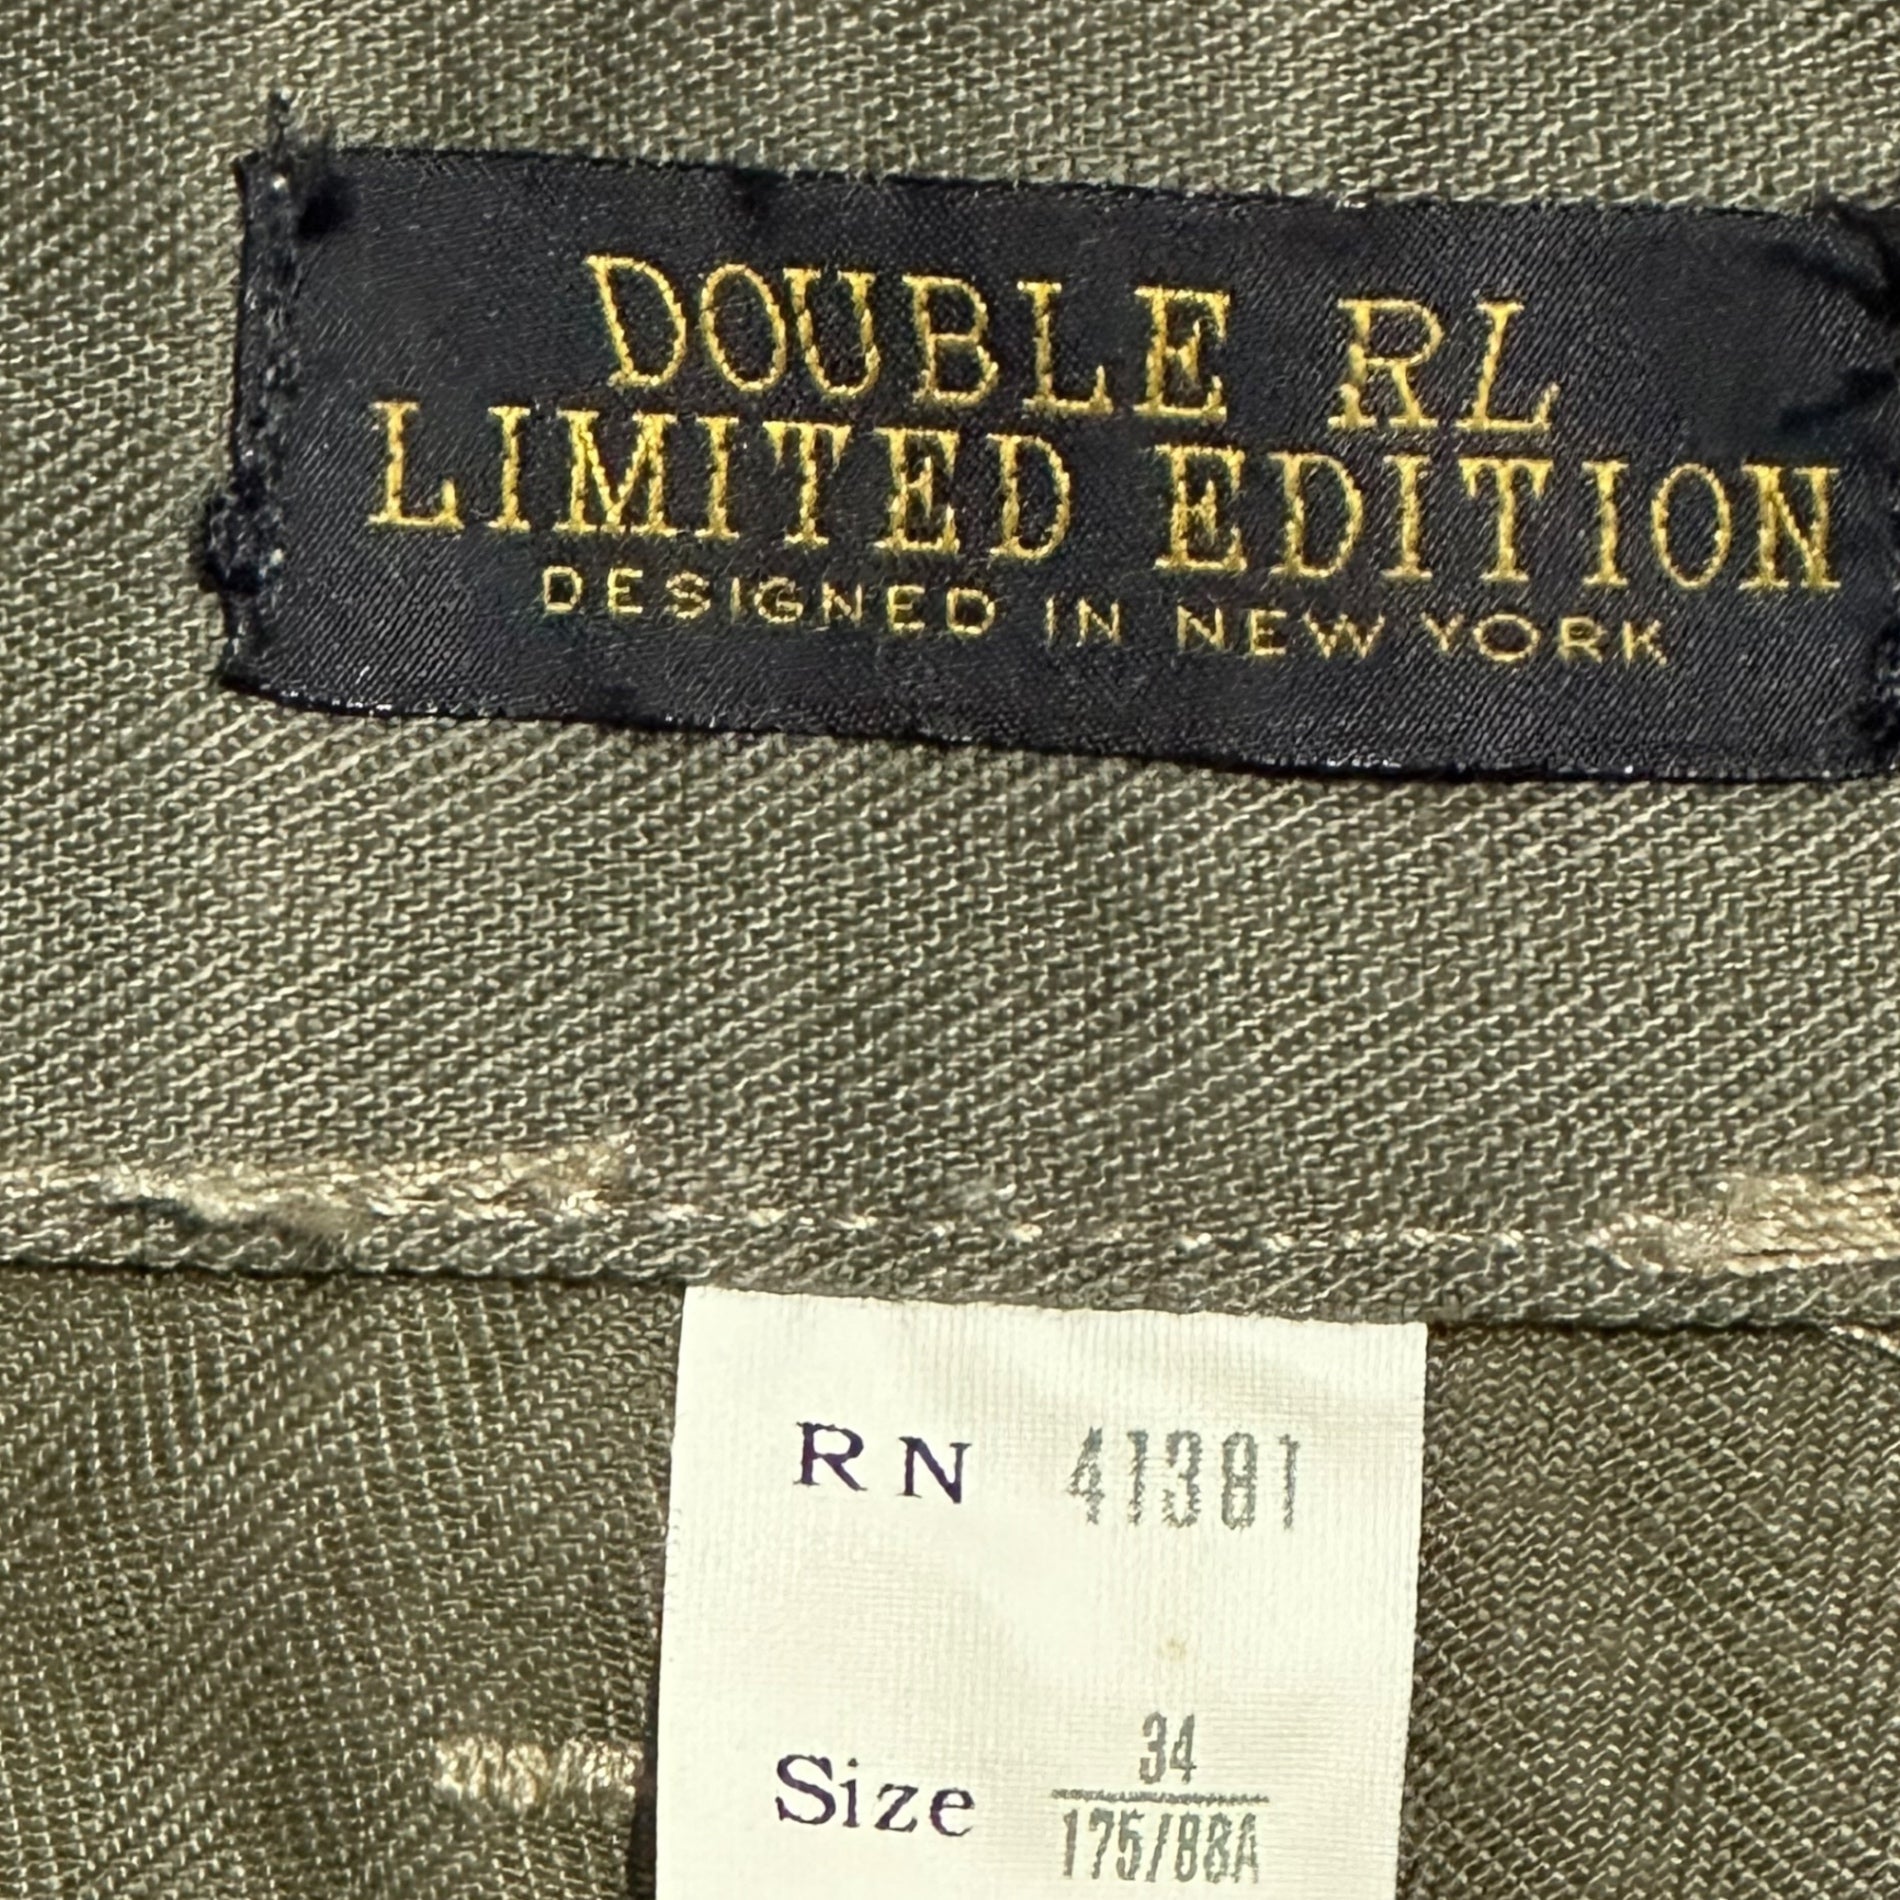 DOUBLE RL
LIMITED EDITION
DESIGNED IN NEW YORK
RN 41381
Size 34
175/88A